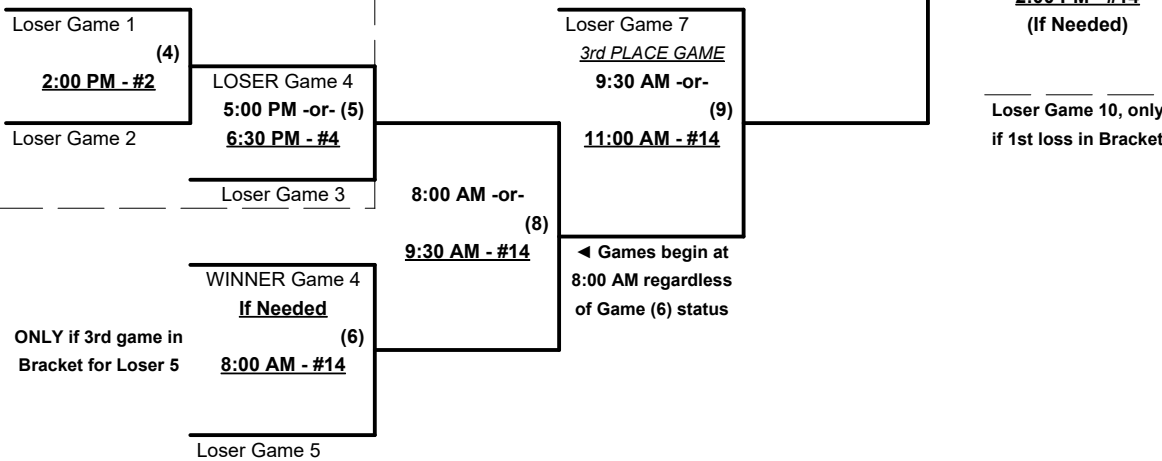 Loser Game 1
(4)
2:00 PM - #2
Loser Game 2
LOSER Game 4
5:00 PM -or- (5)
6:30 PM - #4
Loser Game 3
WINNER Game 4
If Needed
(6)
8:00 AM - #14
Loser Game 5
ONLY if 3rd game in
Bracket for Loser 5
8:00 AM -or-
(8)
9:30 AM - #14
Loser Game 7
3rd PLACE GAME
9:30 AM -or-
(9)
11:00 AM - #14
◄ Games begin at
8:00 AM regardless
of Game (6) status
(If Needed)
Loser Game 10, only
if 1st loss in Bracket